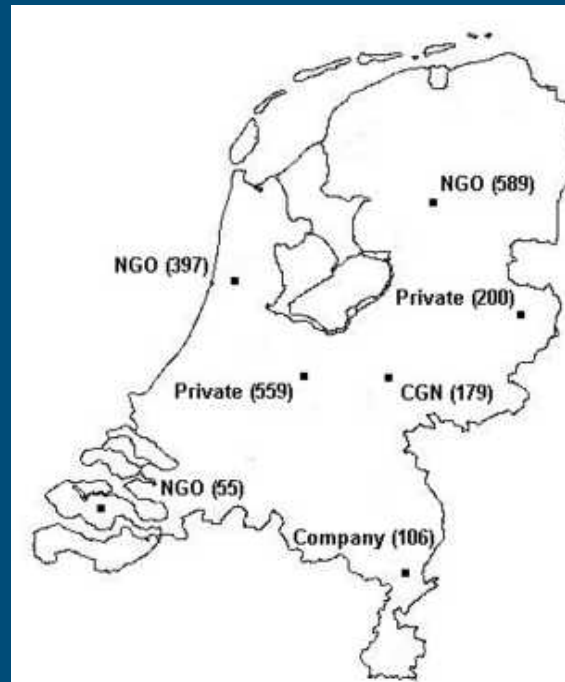 NGO (589)
NGO (397)
Private (200)
Private (559)
CGN (179)
NGO (55)
Company (106)